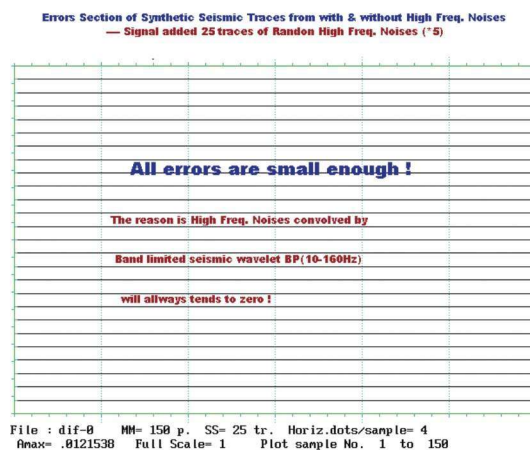 Errors Section of Synthetic Seismic Traces from with & without High Freq. Noises
— Signal added 25 traces of Randon High Freq. Noises (*5)
All errors are small enough !
The reason is High Freq. Noises convolved by
Band limited seismic wavelet BP(10-160Hz)
will allways tends to zero !
File : dif-0 MM= 150 p. SS= 25 tr. Horiz.dots/sample= 4
Amax= .0121538 Full Scale= 1 Plot sample No. 1 to 150